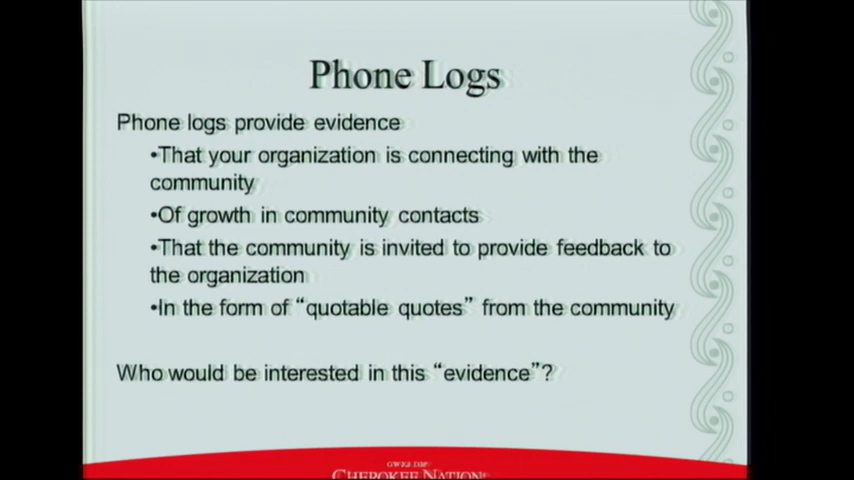 Phone Logs
Phone logs provide evidence
•That your organization is connecting with the
community
•Of growth in community contacts
•That the community is invited to provide feedback to
the organization
•In the form of “quotable quotes” from the community
Who would be interested in this “evidence”?
CHEROKEE NATION